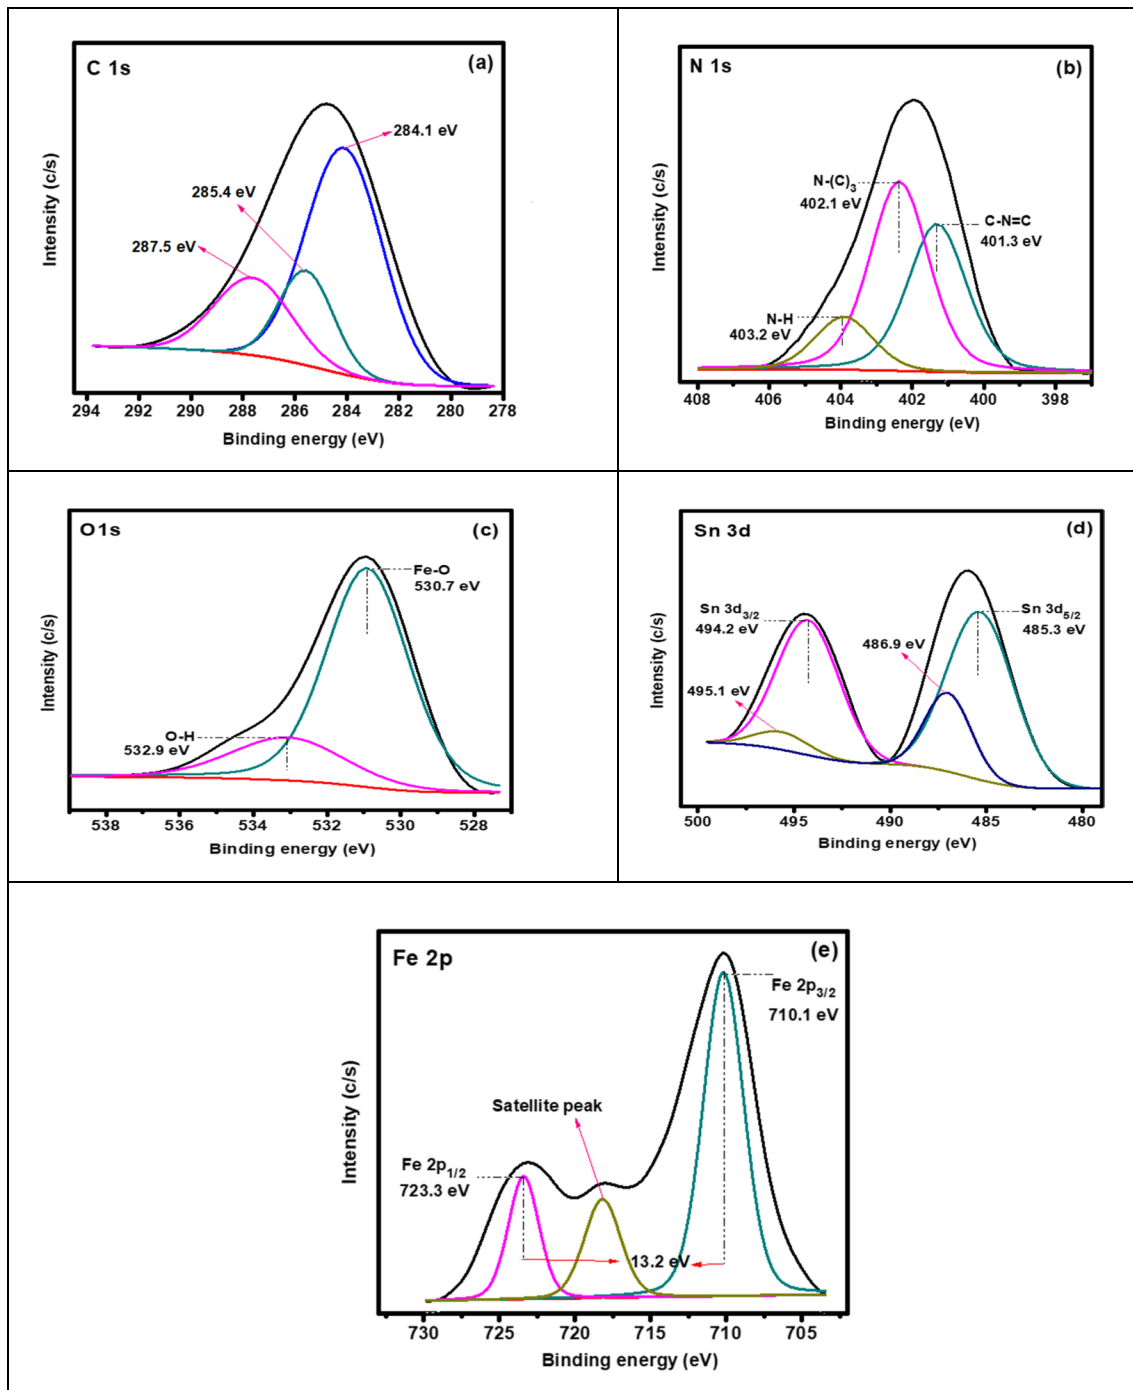 C 1s
(a)
284.1 eV
285.4 eV
287.5 eV
Intensity (c/s)
294 292 290 288 286 284 282 280 278
Binding energy (eV)
N 1s
(b)
N-(C)3
402.1 eV
C-N=C
401.3 eV
N-H
403.2 eV
Intensity (c/s)
408 406 404 402 400 398
Binding energy (eV)
O1s
(c)
Fe-O
530.7 eV
O-H
532.9 eV
Intensity (c/s)
538 536 534 532 530 528
Binding energy (eV)
Sn 3d
(d)
Sn 3d3/2
494.2 eV
Sn 3d5/2
485.3 eV
486.9 eV
495.1 eV
Intensity (c/s)
500 495 490 485 480
Binding energy (eV)
Fe 2p
(e)
Fe 2p3/2
710.1 eV
Satellite peak
Fe 2p1/2
723.3 eV
13.2 eV
Intensity (c/s)
730 725 720 715 710 705
Binding energy (eV)